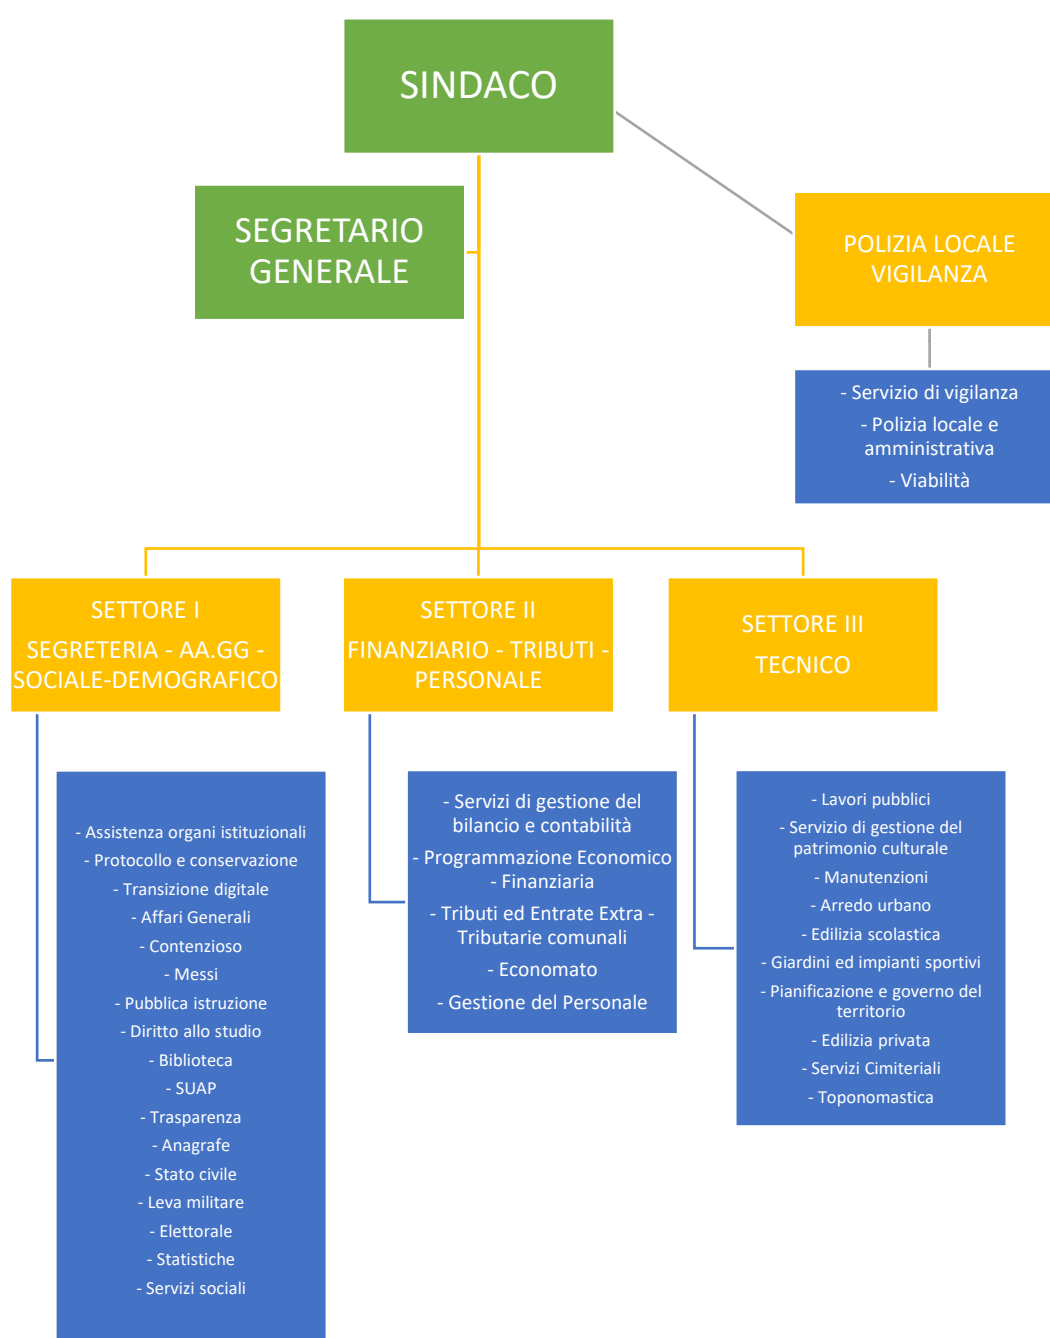 SINDACO
SEGRETARIO
GENERALE
POLIZIA LOCALE
VIGILANZA
- Servizio di vigilanza
- Polizia locale e
amministrativa
- Viabilità
SETTORE I
SEGRETERIA - AA.GG -
SOCIALE-DEMOGRAFICO
SETTORE II
FINANZIARIO - TRIBUTI -
PERSONALE
SETTORE III
TECNICO
- Assistenza organi istituzionali
- Protocollo e conservazione
- Transizione digitale
- Affari Generali
- Contenzioso
- Messi
- Pubblica istruzione
- Diritto allo studio
- Biblioteca
- SUAP
- Trasparenza
- Anagrafe
- Stato civile
- Leva militare
- Elettorale
- Statistiche
- Servizi sociali
- Servizi di gestione del
bilancio e contabilità
- Programmazione Economico
- Finanziaria
- Tributi ed Entrate Extra -
Tributarie comunali
- Economato
- Gestione del Personale
- Lavori pubblici
- Servizio di gestione del
patrimonio culturale
- Manutenzioni
- Arredo urbano
- Edilizia scolastica
- Giardini ed impianti sportivi
- Pianificazione e governo del
territorio
- Edilizia privata
- Servizi Cimiteriali
- Toponomastica